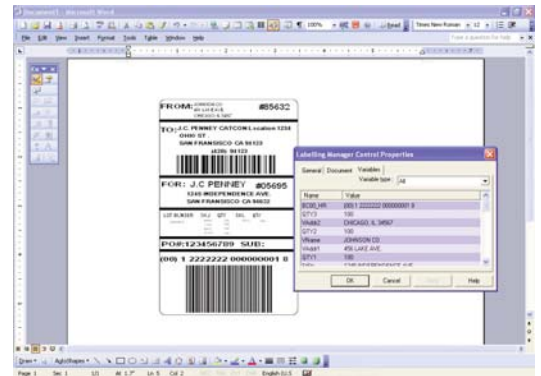 Document1 - Microsoft Word
File Edit View Insert Format Tools Table Window Help
100% Times New Roman 12
FROM: JOHNSON CO #85632
TO: J.C. PENNEY CATCOM Location 1234
OHIO ST.
SAN FRANSISCO CA 94123
(420) 94123
FOR: J.C PENNEY #05695
1245 INDEPENDENCE AVE.
SAN FRANSISCO CA 94632
PO#:123456789 SUB:
(00) 1 2222222 000000001 8
Labelling Manager Control Properties
General Document Variables
Variable type: All
Name Value
BC00_HR (00) 1 2222222 000000001 8
QTY3 100
VAddr2 CHICAGO, IL 34567
QTY2 100
VName JOHNSON CO
VAddr1 456 LAKE AVE.
QTY1 100
OK Cancel Help
Draw AutoShapes
Page 1 Sec 1 1/1 At 1.7" Ln 5 Col 2 English (U.S